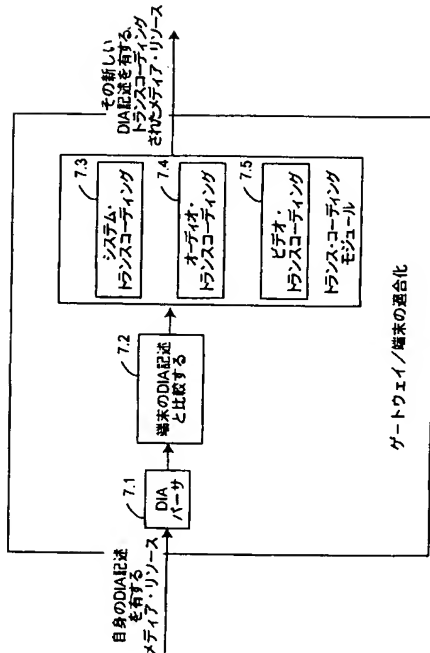 自身のDIA記述
を有する
メディア・リソース
7.1
DIA
パーサ
7.2
端末のDIA記述
と比較する
7.3
システム・
トランスコーディング
7.4
オーディオ・
トランスコーディング
7.5
ビデオ・
トランスコーディング
トランス・コーディング
モジュール
その新しい
DIA記述を有する、
トランスコーディング
されたメディア・リソース
ゲートウェイ/端末の適合化